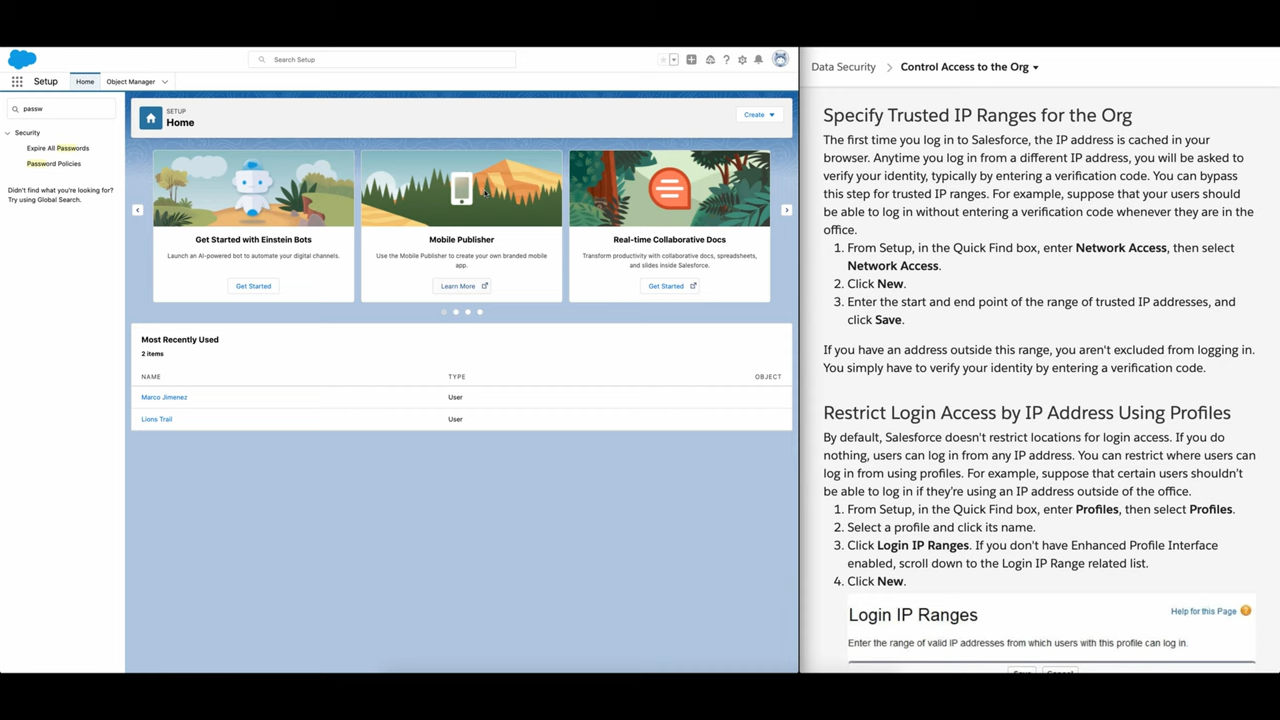 Search Setup
Setup
Home
Object Manager
passw
Security
Expire All Passwords
Password Policies
Didn't find what you're looking for?
Try using Global Search.
SETUP
Home
Create
Get Started with Einstein Bots
Launch an AI-powered bot to automate your digital channels.
Get Started
Mobile Publisher
Use the Mobile Publisher to create your own branded mobile
app.
Learn More
Real-time Collaborative Docs
Transform productivity with collaborative docs, spreadsheets,
and slides inside Salesforce.
Get Started
Most Recently Used
2 items
NAME TYPE OBJECT
Marco Jimenez User
Lions Trail User
Data Security > Control Access to the Org
Specify Trusted IP Ranges for the Org
The first time you log in to Salesforce, the IP address is cached in your
browser. Anytime you log in from a different IP address, you will be asked to
verify your identity, typically by entering a verification code. You can bypass
this step for trusted IP ranges. For example, suppose that your users should
be able to log in without entering a verification code whenever they are in the
office.
1. From Setup, in the Quick Find box, enter Network Access, then select
Network Access.
2. Click New.
3. Enter the start and end point of the range of trusted IP addresses, and
click Save.
If you have an address outside this range, you aren't excluded from logging in.
You simply have to verify your identity by entering a verification code.
Restrict Login Access by IP Address Using Profiles
By default, Salesforce doesn't restrict locations for login access. If you do
nothing, users can log in from any IP address. You can restrict where users can
log in from using profiles. For example, suppose that certain users shouldn't
be able to log in if they're using an IP address outside of the office.
1. From Setup, in the Quick Find box, enter Profiles, then select Profiles.
2. Select a profile and click its name.
3. Click Login IP Ranges. If you don't have Enhanced Profile Interface
enabled, scroll down to the Login IP Range related list.
4. Click New.
Login IP Ranges
Help for this Page
Enter the range of valid IP addresses from which users with this profile can log in.